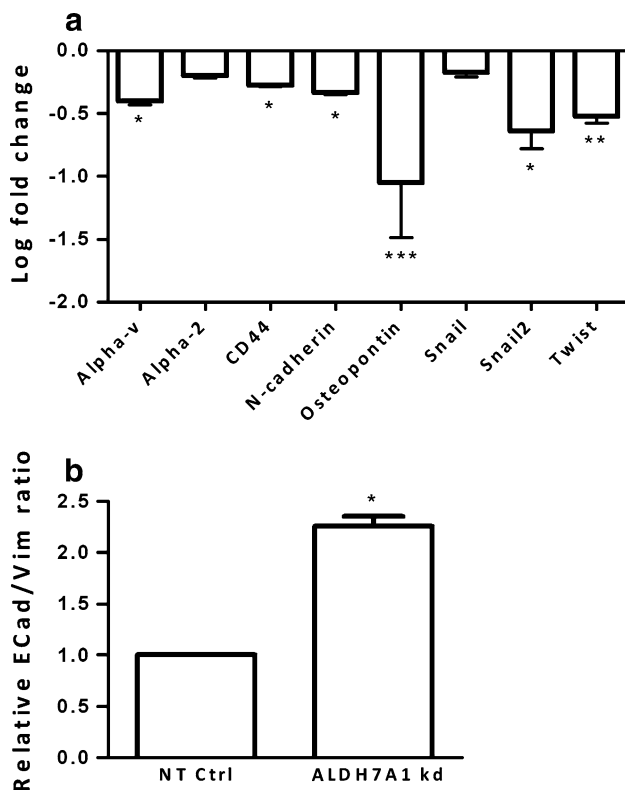 a
Log fold change
0.0
-0.5
-1.0
-1.5
-2.0
*
*
*
***
*
**
Alpha-v
Alpha-2
CD44
N-cadherin
Osteopontin
Snail
Snail2
Twist
b
Relative ECad/Vim ratio
2.5
2.0
1.5
1.0
0.5
0.0
*
NT Ctrl
ALDH7A1 kd